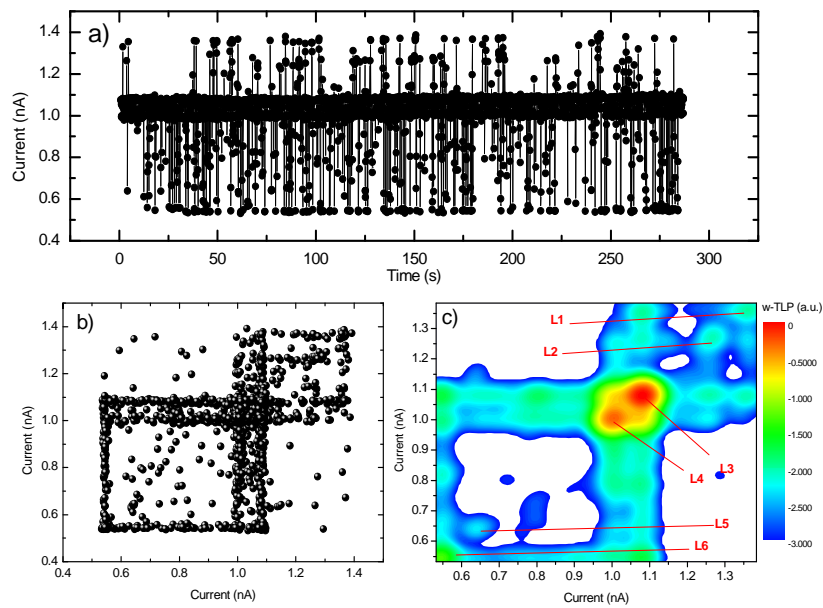 a)
Current (nA)
1.4
1.2
1.0
0.8
0.6
0.4
0 50 100 150 200 250 300
Time (s)
b)
Current (nA)
1.4
1.2
1.0
0.8
0.6
0.4
0.4 0.6 0.8 1.0 1.2 1.4
Current (nA)
c)
Current (nA)
1.3
1.2
1.1
1.0
0.9
0.8
0.7
0.6
0.6 0.7 0.8 0.9 1.0 1.1 1.2 1.3
Current (nA)
L1
L2
L3
L4
L5
L6
w-TLP (a.u.)
0
-0.5000
-1.000
-1.500
-2.000
-2.500
-3.000